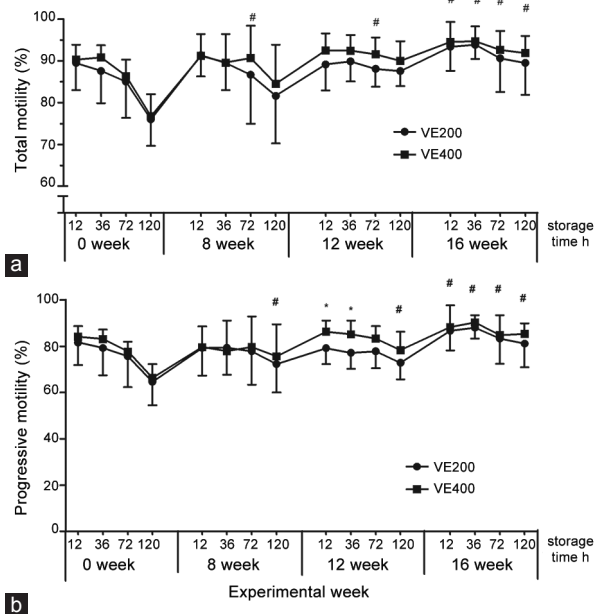 # # # #
# #
100
90
80
70
60
Total motility (%)
VE200
VE400
12 36 72 120 12 36 72 120 12 36 72 120 12 36 72 120 storage
0 week 8 week 12 week 16 week time h
a
100
80
60
40
20
0
Progressive motility (%)
# * * # # # # #
VE200
VE400
12 36 72 120 12 36 72 120 12 36 72 120 12 36 72 120 storage
0 week 8 week 12 week 16 week time h
Experimental week
b